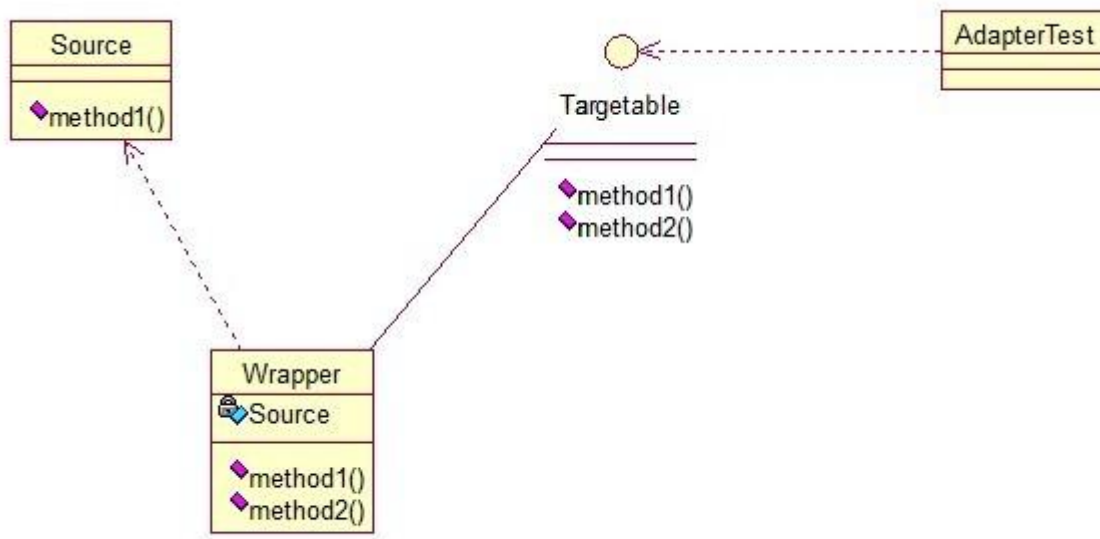 Source
method1()
Targetable
method1()
method2()
AdapterTest
Wrapper
Source
method1()
method2()